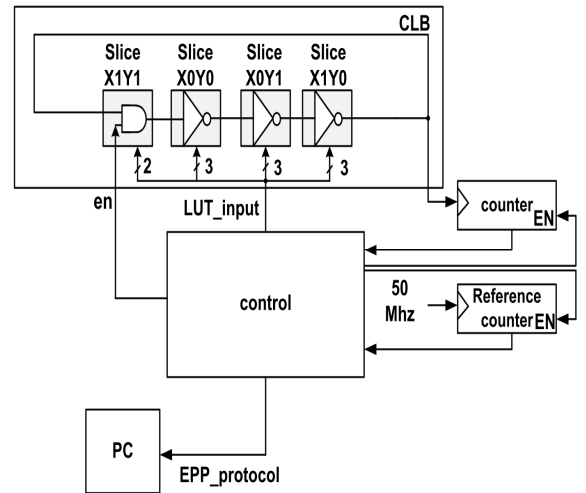 CLB
Slice
X1Y1
Slice
X0Y0
Slice
X0Y1
Slice
X1Y0
2
3
3
3
en
LUT_input
counter
EN
control
50
Mhz
Reference
counter EN
PC
EPP_protocol